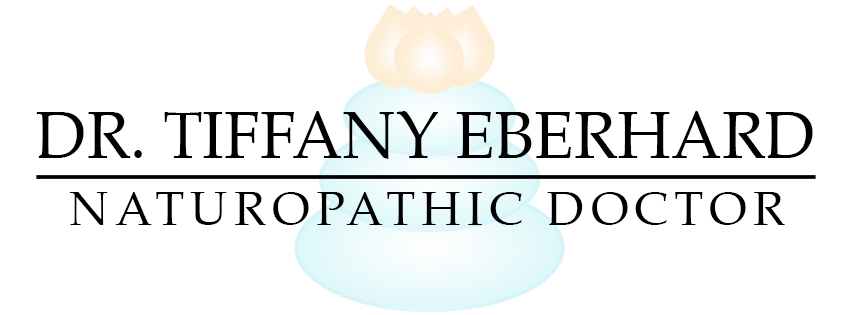 DR. TIFFANY EBERHARD
NATUROPATHIC DOCTOR